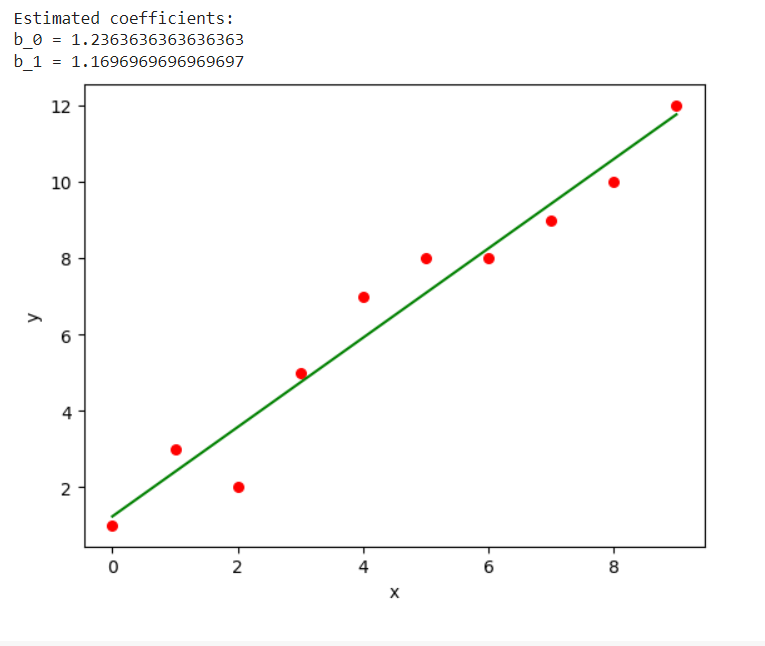 Estimated coefficients:
b_0 = 1.2363636363636363
b_1 = 1.1696969696969697
12
10
8
6
4
2
y
0 2 4 6 8
x